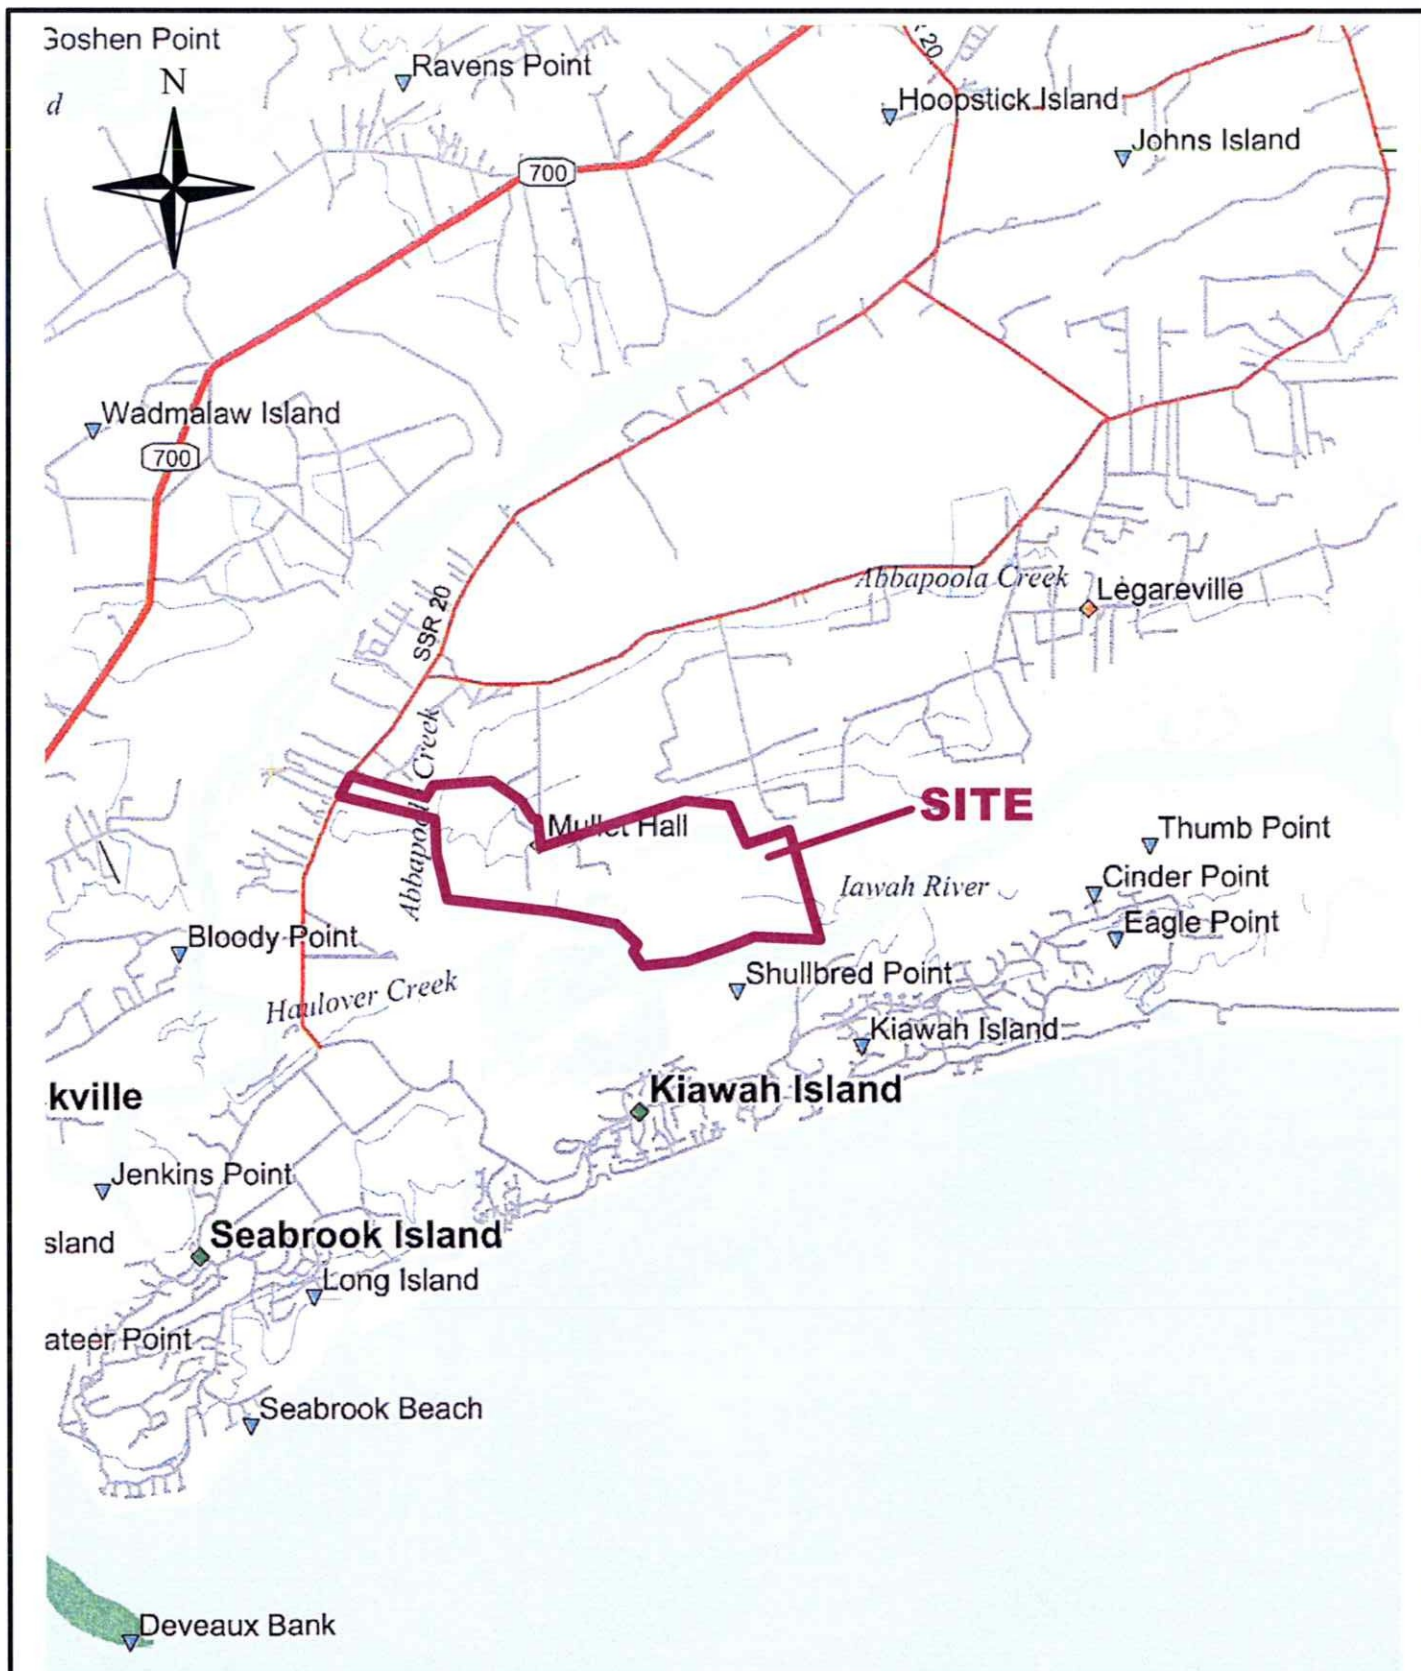 Goshen Point
N
Ravens Point
20
d
Hoopstick Island
Johns Island
700
Wadmalaw Island
700
Abbapoola Creek
Legareville
SSR 20
Abbapoola Creek
SITE
Mullet Hall
Thumb Point
Iawah River
Cinder Point
Eagle Point
Bloody Point
Shullbred Point
Haulover Creek
Kiawah Island
kville
Kiawah Island
Jenkins Point
Seabrook Island
sland
Long Island
ateer Point
Seabrook Beach
Deveaux Bank